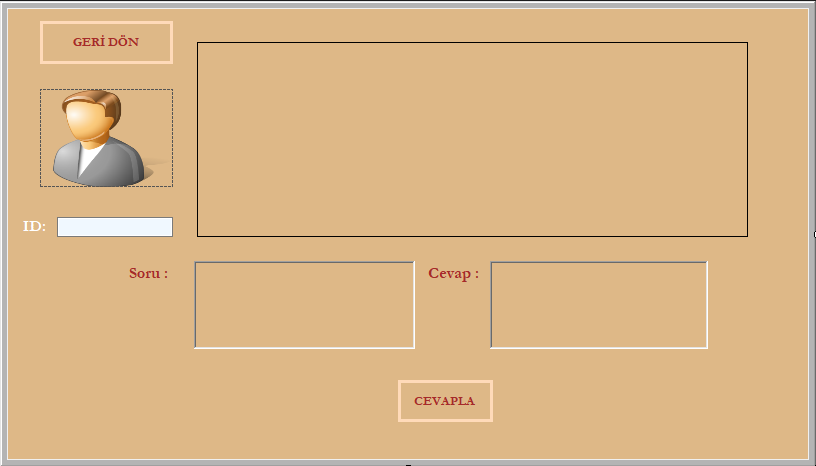 GERİ DÖN
ID:
Soru :
Cevap :
CEVAPLA